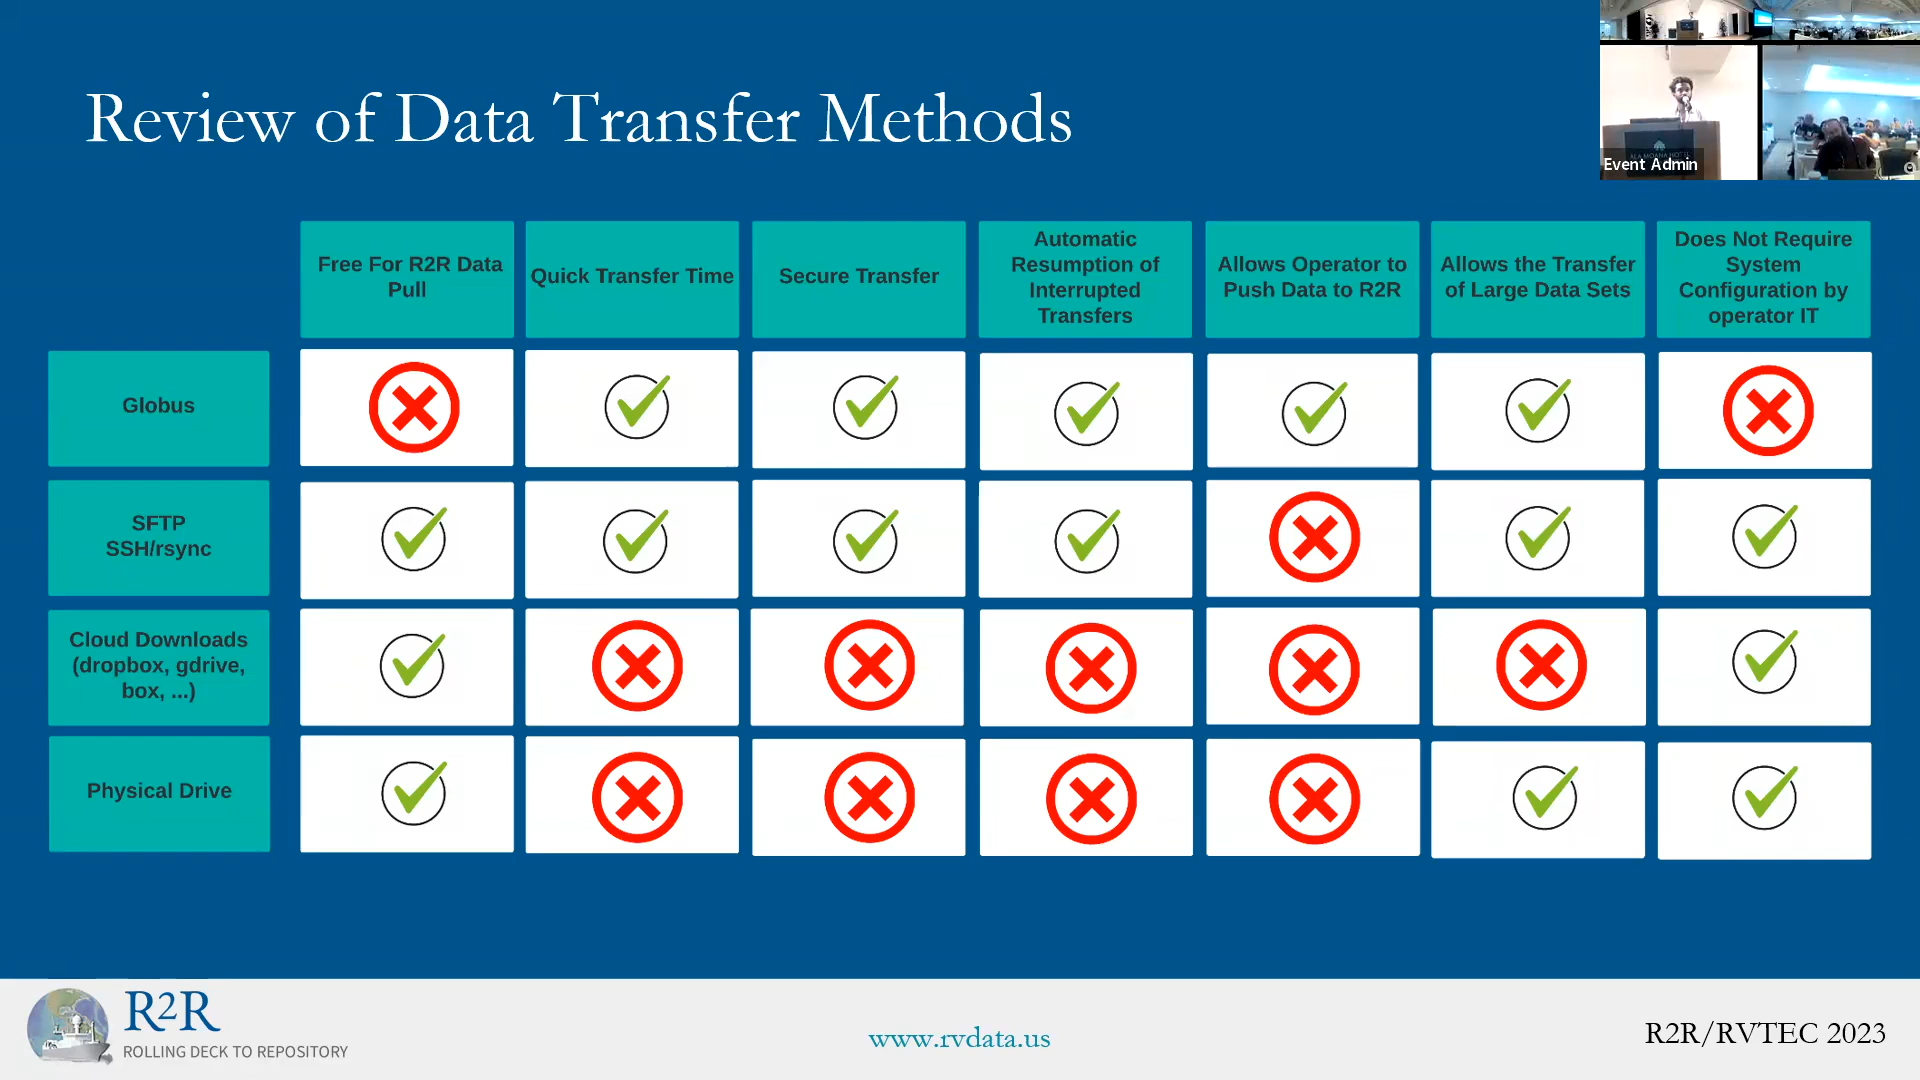 Review of Data Transfer Methods
Event Admin
Free For R2R Data
Pull
Quick Transfer Time
Secure Transfer
Automatic
Resumption of
Interrupted
Transfers
Allows Operator to
Push Data to R2R
Allows the Transfer
of Large Data Sets
Does Not Require
System
Configuration by
operator IT
Globus
SFTP
SSH/rsync
Cloud Downloads
(dropbox, gdrive,
box, ...)
Physical Drive
R2R
ROLLING DECK TO REPOSITORY
www.rvdata.us
R2R/RVTEC 2023